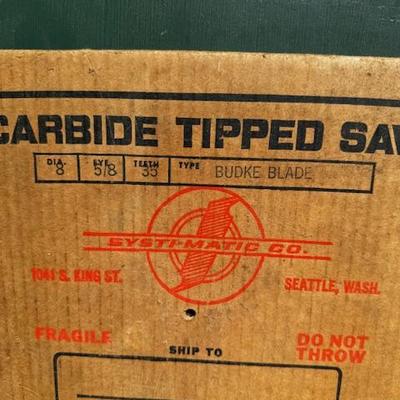 CARBIDE TIPPED SA
DIA. 8 EYE 5/8 TEETH 35 TYPE BUDKE BLADE
SYSTI-MATIC CO.
1041 S. KING ST. SEATTLE, WASH.
FRAGILE DO NOT
THROW
SHIP TO